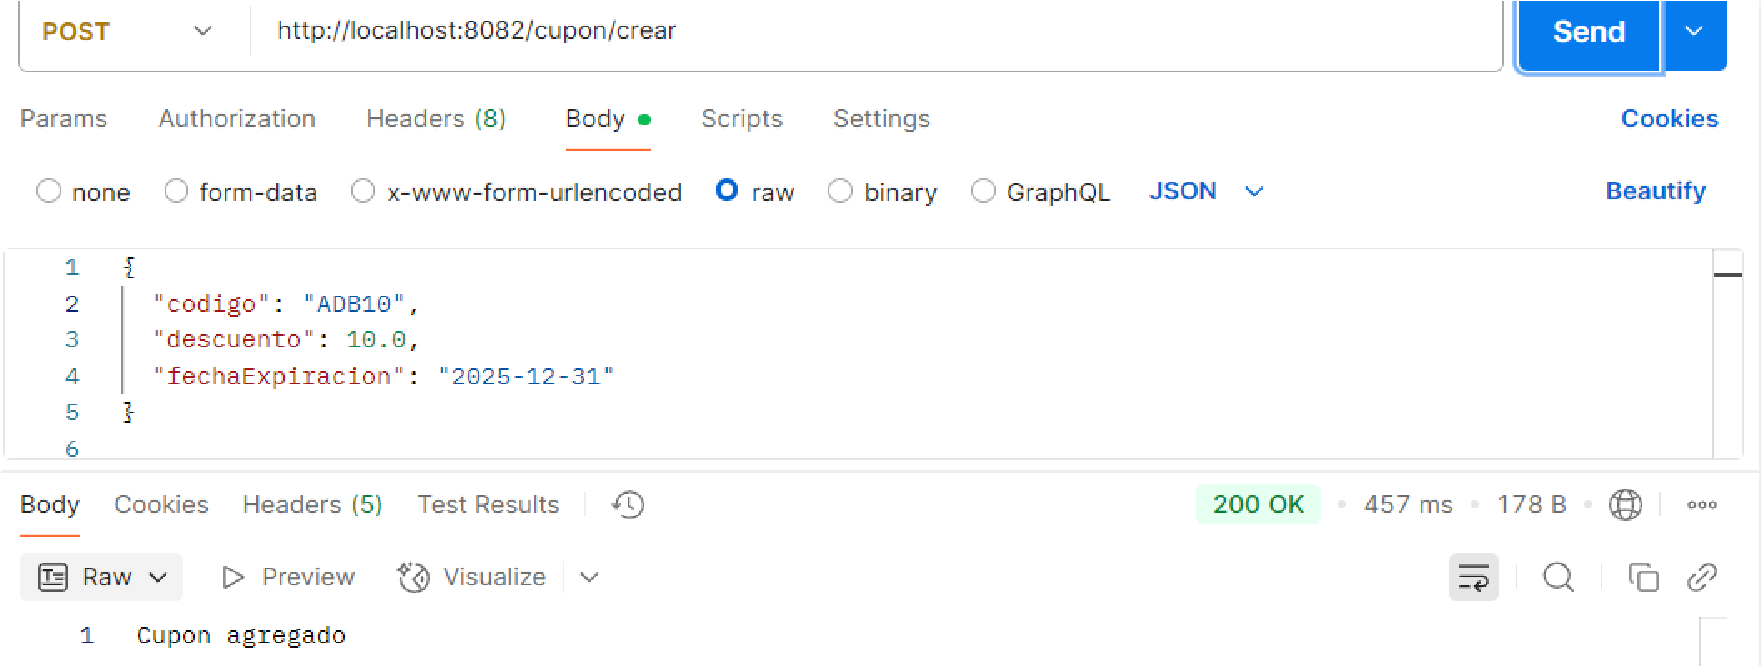 POST http://localhost:8082/cupon/crear Send
Params Authorization Headers (8) Body Scripts Settings Cookies
none form-data x-www-form-urlencoded raw binary GraphQL JSON Beautify
1 {
2 "codigo": "ADB10",
3 "descuento": 10.0,
4 "fechaExpiracion": "2025-12-31"
5 }
6
Body Cookies Headers (5) Test Results 200 OK • 457 ms • 178 B
Raw Preview Visualize
1 Cupon agregado